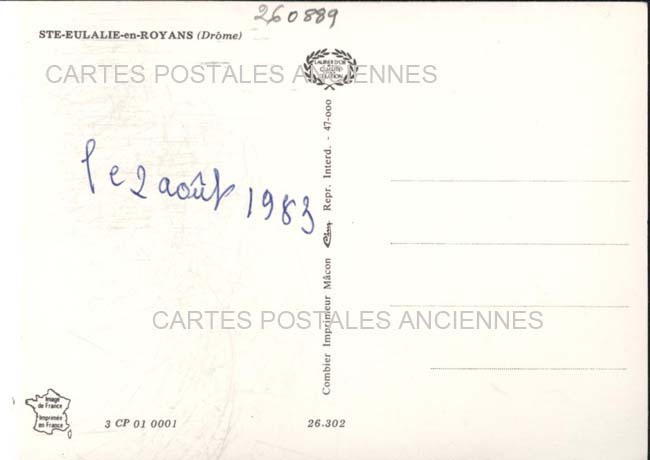 260889
STE-EULALIE-en-ROYANS (Drôme)
CARTES POSTALES ANCIENNES
le 2 août 1983
Combier Imprimeur Mâcon Repr. Interd. - 47-000
CARTES POSTALES ANCIENNES
Image
de France
Imprimée
en France
3 CP 01 0001
26.302